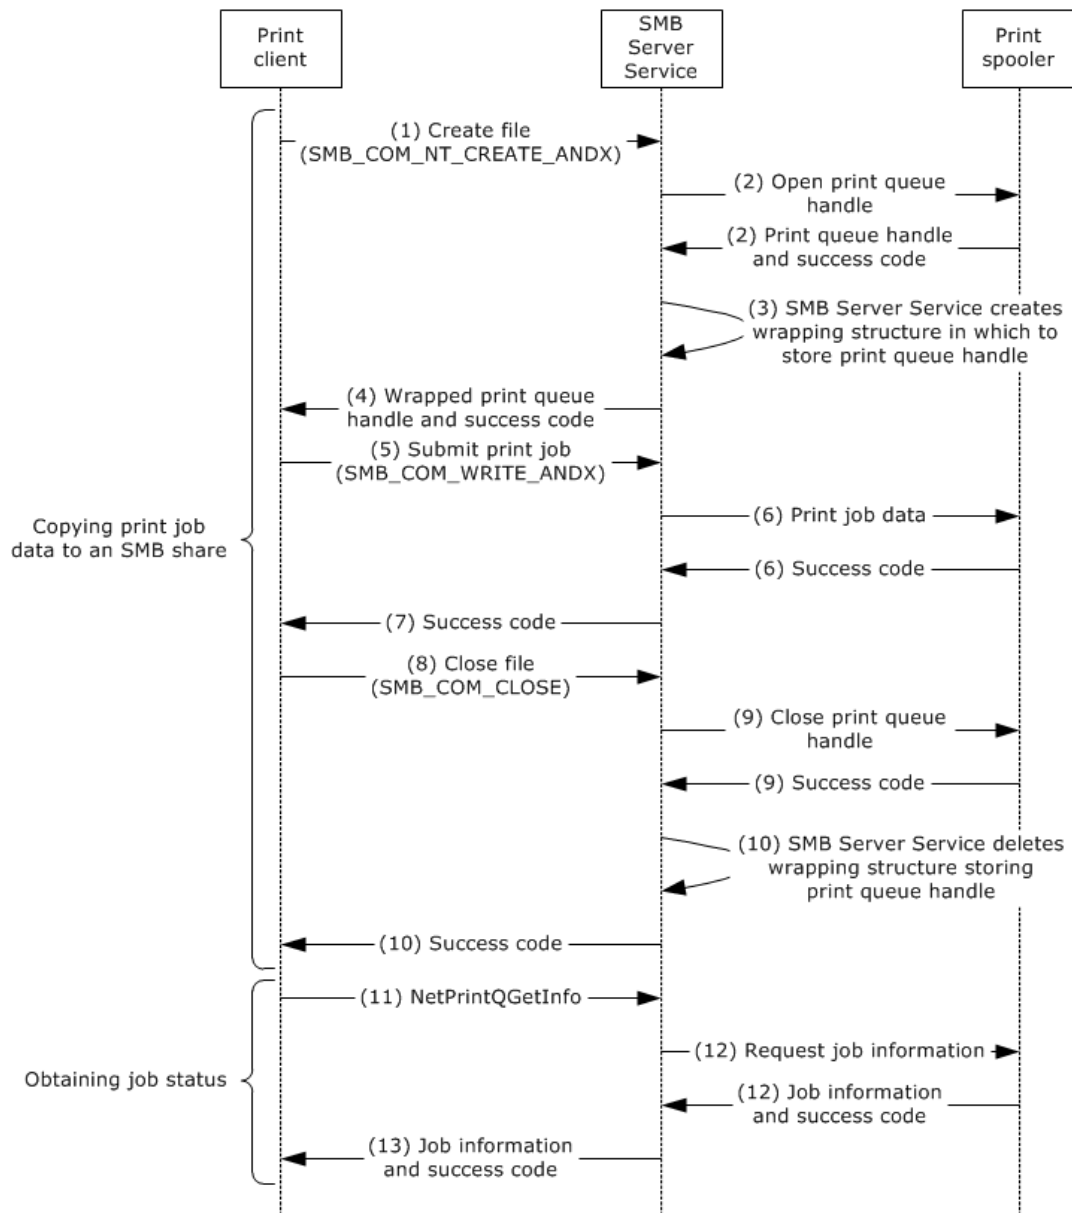 Print
client
SMB
Server
Service
Print
spooler
(1) Create file
(SMB_COM_NT_CREATE_ANDX)
(2) Open print queue
handle
(2) Print queue handle
and success code
(3) SMB Server Service creates
wrapping structure in which to
store print queue handle
(4) Wrapped print queue
handle and success code
(5) Submit print job
(SMB_COM_WRITE_ANDX)
Copying print job
data to an SMB share
(6) Print job data
(6) Success code
(7) Success code
(8) Close file
(SMB_COM_CLOSE)
(9) Close print queue
handle
(9) Success code
(10) SMB Server Service deletes
wrapping structure storing
print queue handle
(10) Success code
(11) NetPrintQGetInfo
(12) Request job information
Obtaining job status
(12) Job information
and success code
(13) Job information
and success code